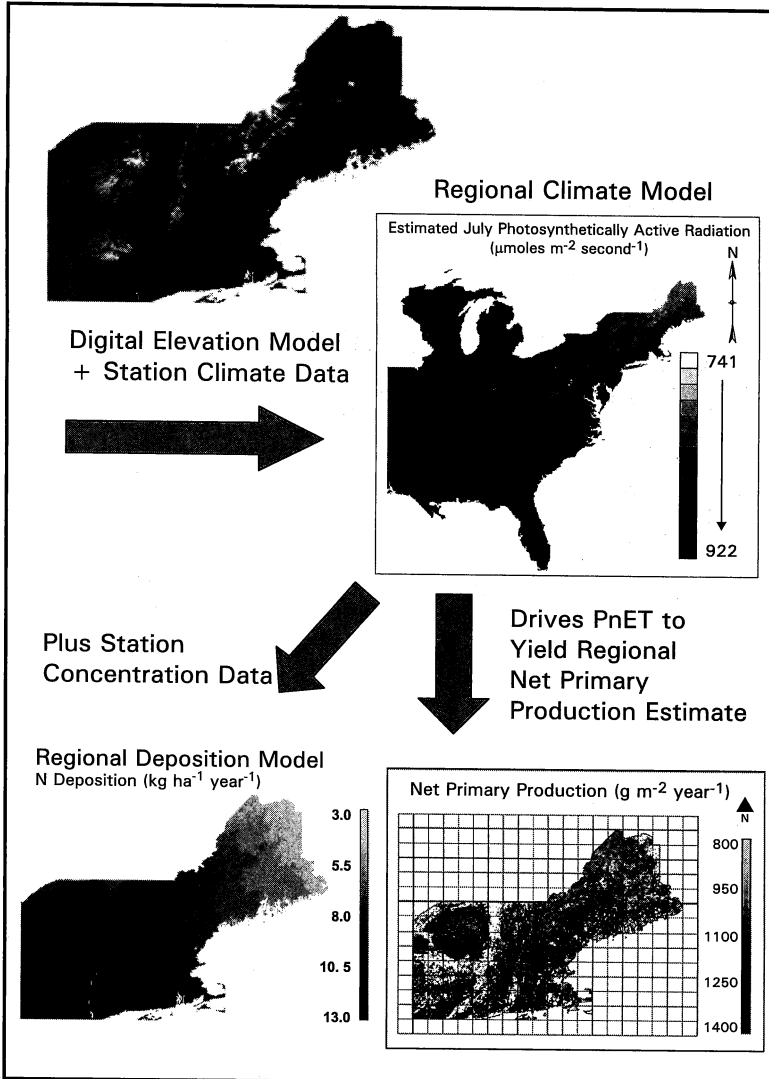 Regional Climate Model
Estimated July Photosynthetically Active Radiation
(μmoles m⁻² second⁻¹)
N
741
922
Digital Elevation Model
+ Station Climate Data
Plus Station
Concentration Data
Drives PnET to
Yield Regional
Net Primary
Production Estimate
Regional Deposition Model
N Deposition (kg ha⁻¹ year⁻¹)
3.0
5.5
8.0
10.5
13.0
Net Primary Production (g m⁻² year⁻¹)
N
800
950
1100
1250
1400